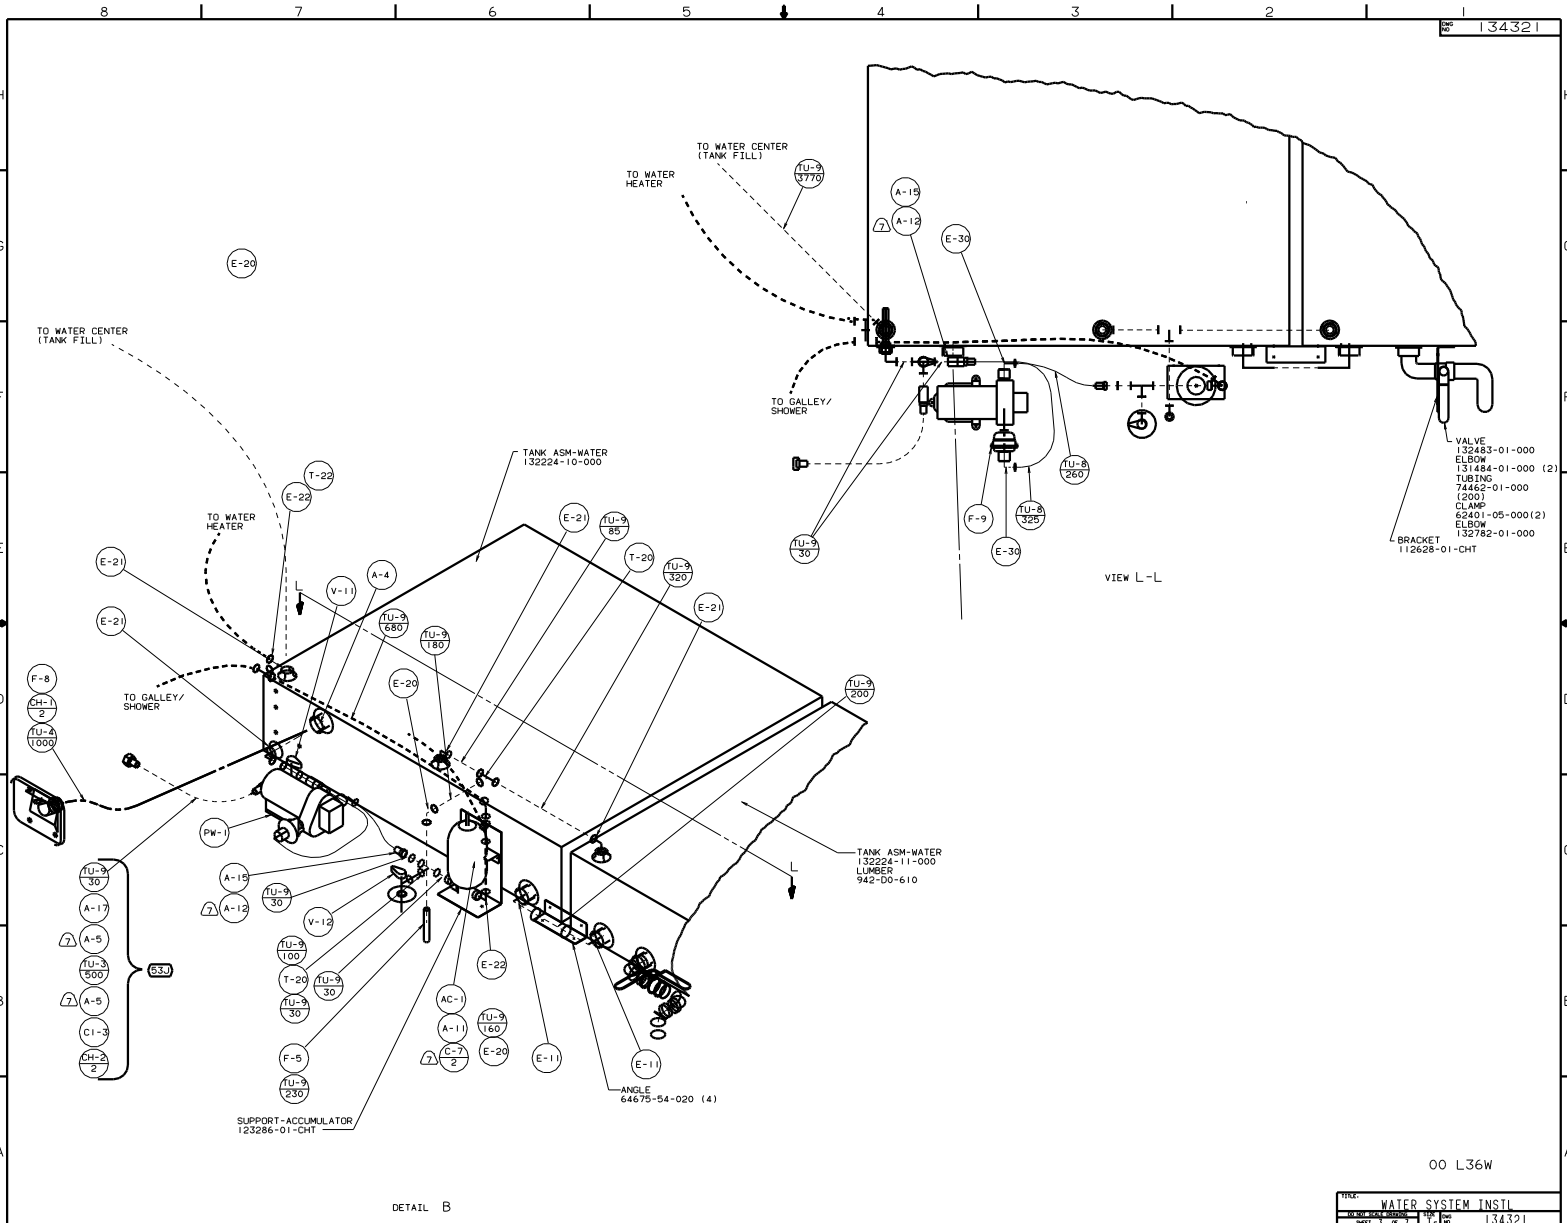 8 7 6 5 4 3 2 1
DWG NO 134321
H
H
TO WATER CENTER
(TANK FILL)
TU-9
3770
TO WATER
HEATER
A-15
7 A-12
E-30
E-20
G
TO WATER CENTER
(TANK FILL)
TO GALLEY/
SHOWER
F
VALVE
132483-01-000
ELBOW
131484-01-000 (2)
TUBING
74462-01-000
(200)
CLAMP
62401-05-000(2)
ELBOW
132782-01-000
BRACKET
112628-01-CHT
TU-8
260
F-9
TU-8
325
TU-9
30
E-30
VIEW L-L
TANK ASM-WATER
132224-10-000
T-22
E-22
TO WATER
HEATER
E-21
TU-9
85
T-20
TU-9
320
E
E-21
V-11
A-4
L
E-21
E-21
TU-9
680
TU-9
180
F-8
CH-1
2
TU-4
1000
D
TO GALLEY/
SHOWER
E-20
TU-9
200
PW-1
C
TANK ASM-WATER
132224-11-000
LUMBER
942-D0-610
L
TU-9
30
A-17
7 A-5
TU-3
500
7 A-5
C1-3
CH-2
2
53J
A-15
7 A-12
TU-9
30
V-12
TU-9
100
T-20
TU-9
30
TU-9
30
E-22
AC-1
A-11
7 C-7
2
TU-9
160
E-20
F-5
TU-9
230
E-11
E-11
ANGLE
64675-54-020 (4)
SUPPORT-ACCUMULATOR
123286-01-CHT
B
A
DETAIL B
00 L36W
TITLE.
WATER SYSTEM INSTL
DO NOT SCALE DRAWING
SIZE
DWG NO 134321